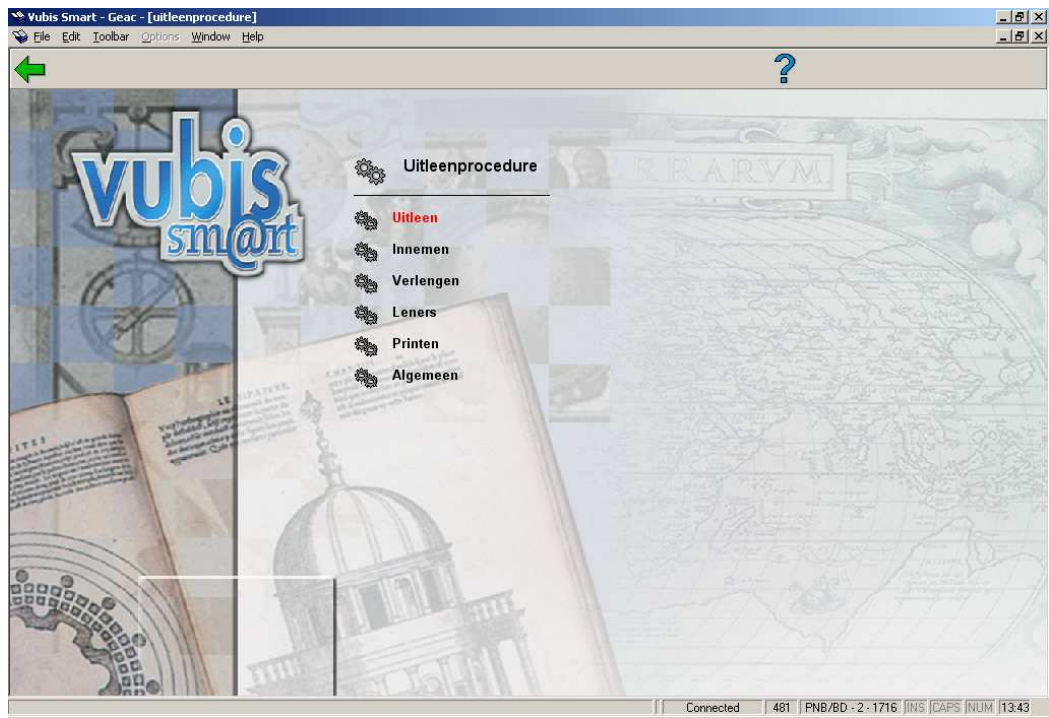 Vubis Smart - Geac - [uitleenprocedure]
File Edit Toolbar Options Window Help
?
vubis
sm@rt
RARVM
Uitleenprocedure
Uitleen
Innemen
Verlengen
Leners
Printen
Algemeen
Connected 481 PNB/BD - 2 - 1716 INS CAPS NUM 13:43